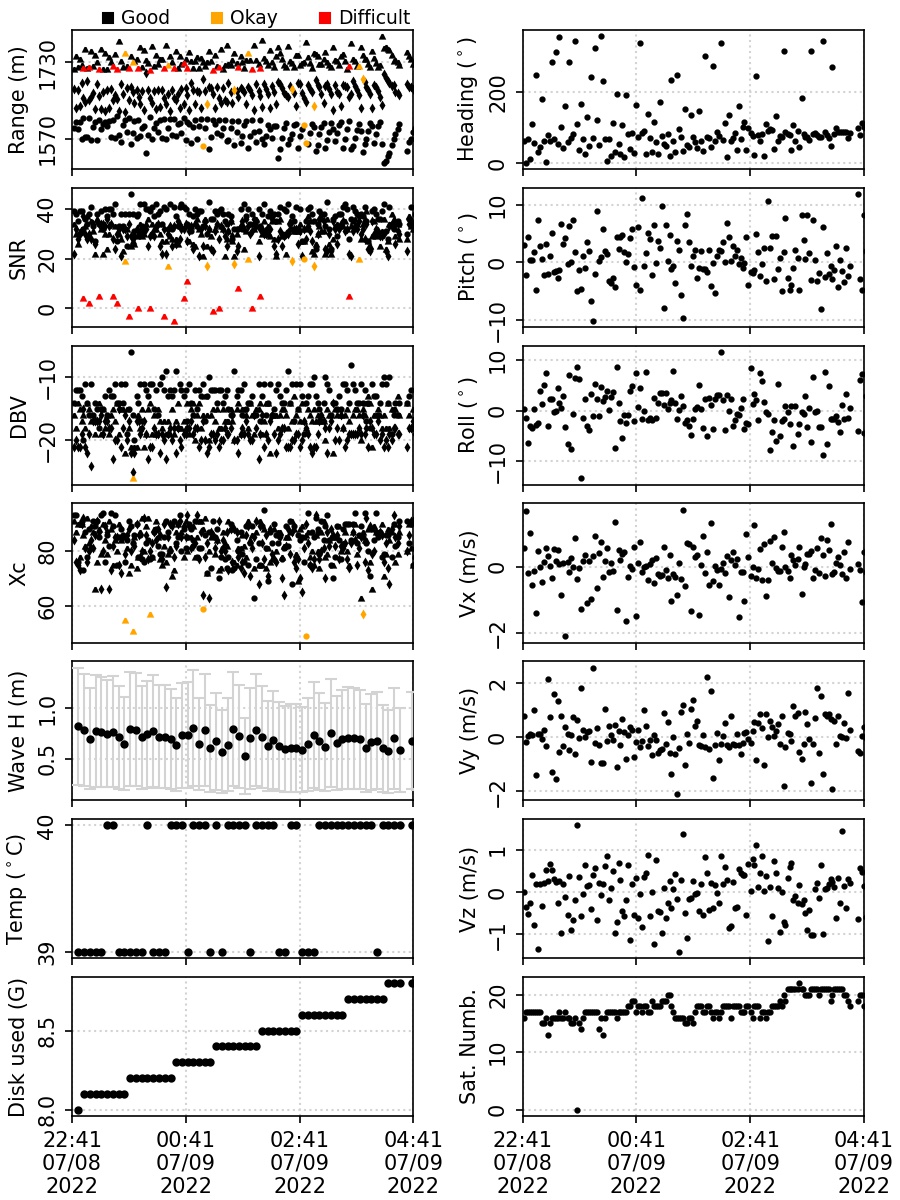 Good Okay Difficult
Range (m)
1730
1570
Heading (°)
200
0
SNR
40
20
0
Pitch (°)
10
0
−10
DBV
−10
−20
Roll (°)
10
0
−10
Xc
80
60
Vx (m/s)
0
−2
Wave H (m)
1.0
0.5
Vy (m/s)
2
0
−2
Temp (°C)
40
39
Vz (m/s)
1
0
−1
Disk used (G)
8.5
8.0
Sat. Numb.
20
10
0
22:41 00:41 02:41 04:41
07/08 07/09 07/09 07/09
2022 2022 2022 2022
22:41 00:41 02:41 04:41
07/08 07/09 07/09 07/09
2022 2022 2022 2022